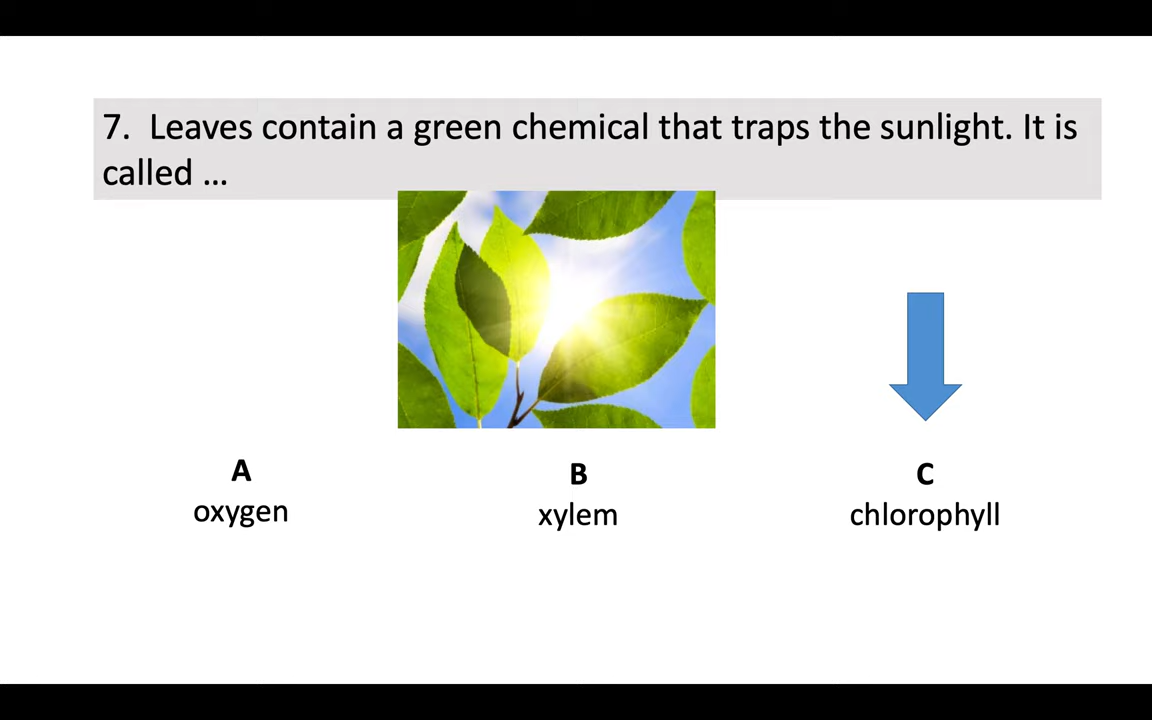 7. Leaves contain a green chemical that traps the sunlight. It is
called ...
A
oxygen
B
xylem
C
chlorophyll